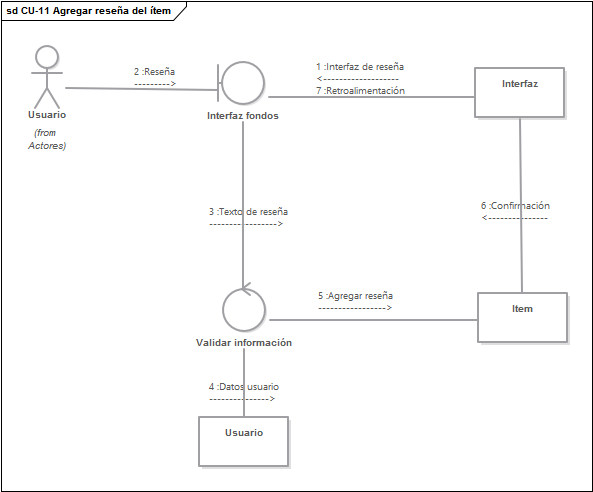 sd CU-11 Agregar reseña del ítem
1 :Interfaz de reseña
2 :Reseña
7 :Retroalimentación
Interfaz
Usuario
Interfaz fondos
(from
Actores)
6 :Confirmación
3 :Texto de reseña
5 :Agregar reseña
Item
Validar información
4 :Datos usuario
Usuario